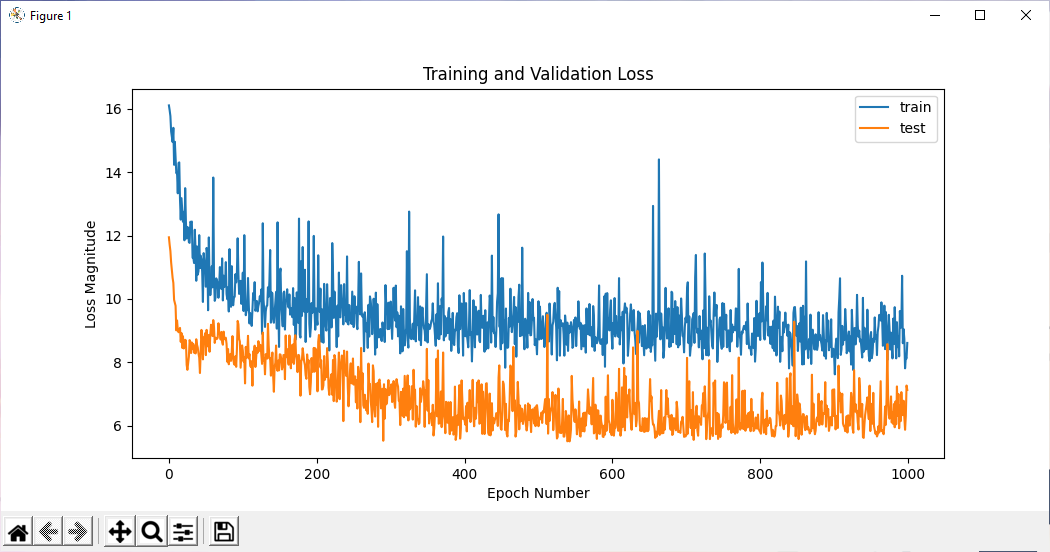 Figure 1
Training and Validation Loss
train
test
16
14
12
10
8
6
Loss Magnitude
0 200 400 600 800 1000
Epoch Number